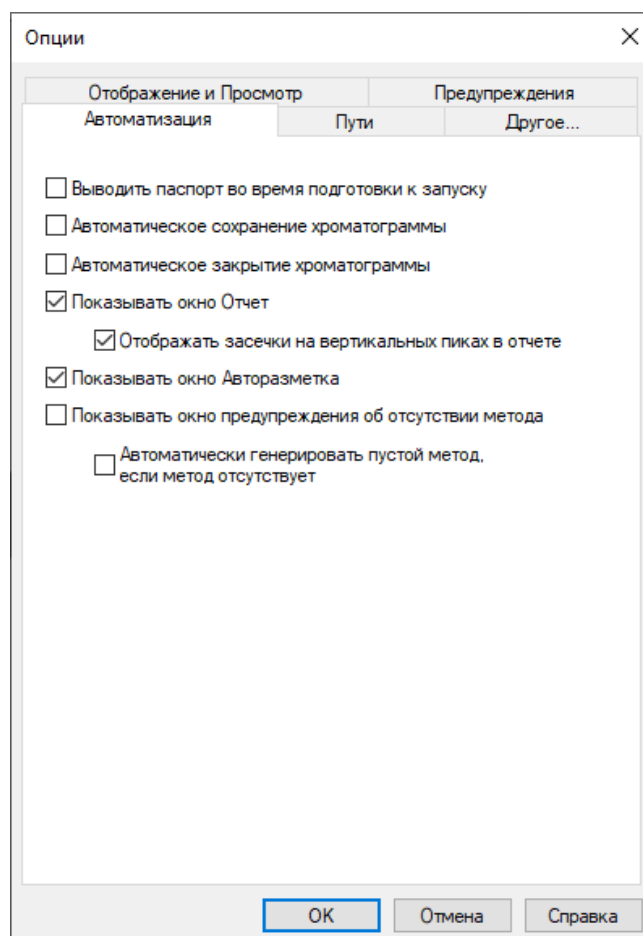 Опции
Отображение и Просмотр
Предупреждения
Автоматизация
Пути
Другое...
Выводить паспорт во время подготовки к запуску
Автоматическое сохранение хроматограммы
Автоматическое закрытие хроматограммы
Показывать окно Отчет
Отображать засечки на вертикальных пиках в отчете
Показывать окно Авторазметка
Показывать окно предупреждения об отсутствии метода
Автоматически генерировать пустой метод,
если метод отсутствует
OK
Отмена
Справка